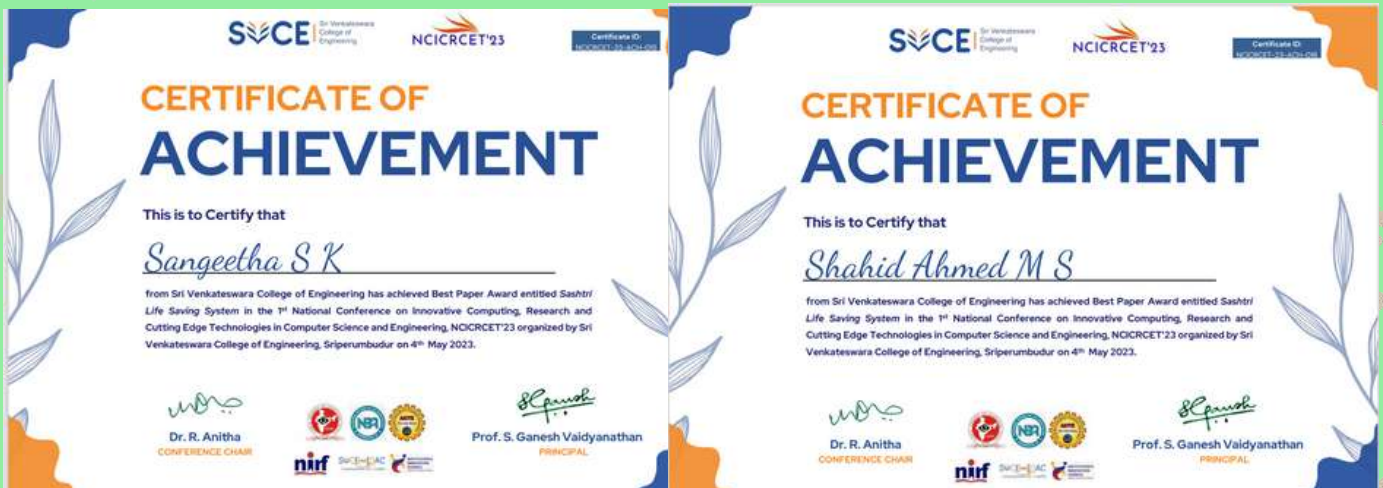 SVCE
Sri Venkateswara
College of
Engineering
NCICRCET'23
Certificate ID:
CERTIFICATE OF
ACHIEVEMENT
This is to Certify that
Sangeetha S K
from Sri Venkateswara College of Engineering has achieved Best Paper Award entitled Sashtri
Life Saving System in the 1st National Conference on Innovative Computing, Research and
Cutting Edge Technologies in Computer Science and Engineering, NCICRCET'23 organized by Sri
Venkateswara College of Engineering, Sriperumbudur on 4th May 2023.
Dr. R. Anitha
CONFERENCE CHAIR
NBA
nirf
Prof. S. Ganesh Vaidyanathan
PRINCIPAL
SVCE
Sri Venkateswara
College of
Engineering
NCICRCET'23
Certificate ID:
CERTIFICATE OF
ACHIEVEMENT
This is to Certify that
Shahid Ahmed M S
from Sri Venkateswara College of Engineering has achieved Best Paper Award entitled Sashtri
Life Saving System in the 1st National Conference on Innovative Computing, Research and
Cutting Edge Technologies in Computer Science and Engineering, NCICRCET'23 organized by Sri
Venkateswara College of Engineering, Sriperumbudur on 4th May 2023.
Dr. R. Anitha
CONFERENCE CHAIR
NBA
nirf
Prof. S. Ganesh Vaidyanathan
PRINCIPAL